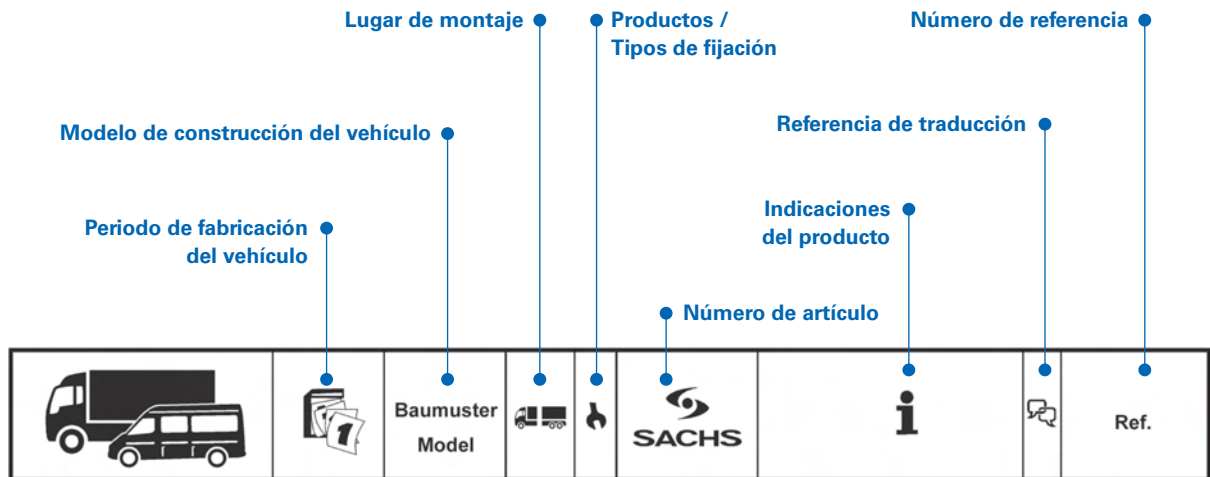 Lugar de montaje
Productos /
Tipos de fijación
Número de referencia
Modelo de construcción del vehículo
Referencia de traducción
Periodo de fabricación
del vehículo
Indicaciones
del producto
Número de artículo
1
Baumuster
Model
SACHS
i
Ref.